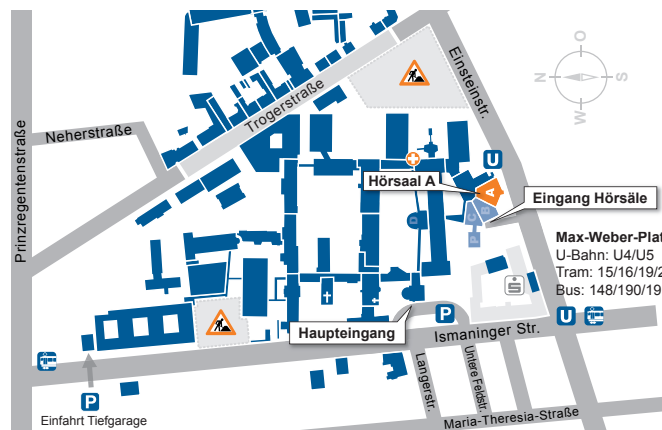 Einsteinstr.
O
N
S
W
Trogerstraße
Neherstraße
Prinzregentenstraße
U
Hörsaal A
A
Eingang Hörsäle
B
C
P
D
Max-Weber-Plat
U-Bahn: U4/U5
Tram: 15/16/19/2
Bus: 148/190/19
S
Haupteingang
P
U
Ismaninger Str.
Langerstr.
Untere Feldstr.
P
Maria-Theresia-Straße
Einfahrt Tiefgarage